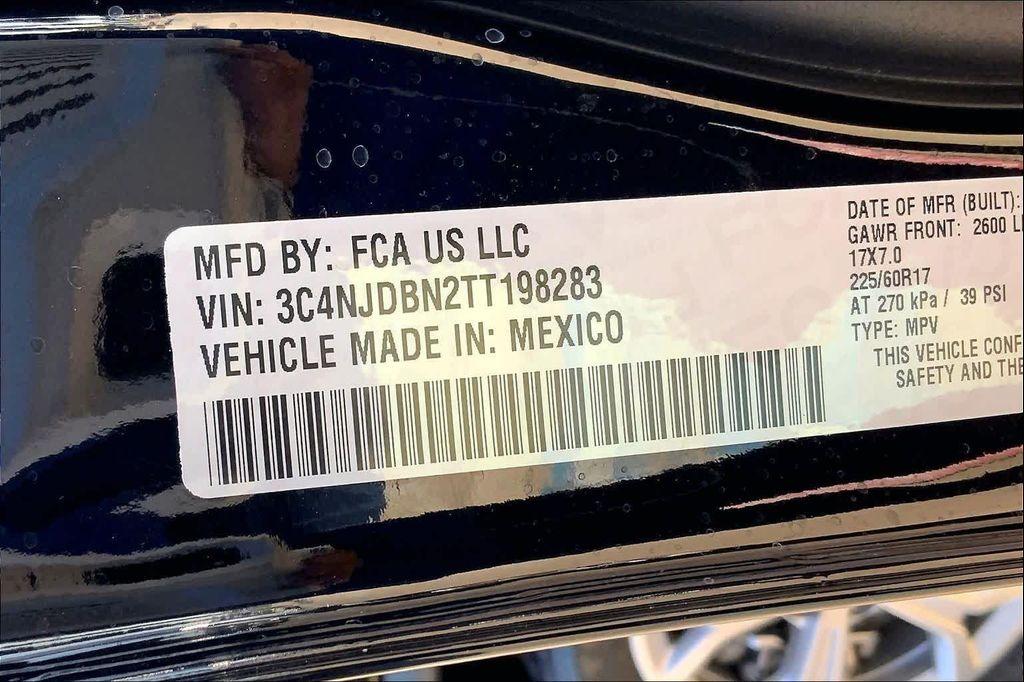 MFD BY: FCA US LLC
VIN: 3C4NJDBN2TT198283
VEHICLE MADE IN: MEXICO
DATE OF MFR (BUILT):
GAWR FRONT: 2600 L
17X7.0
225/60R17
AT 270 kPa / 39 PSI
TYPE: MPV
THIS VEHICLE CONF
SAFETY AND THE